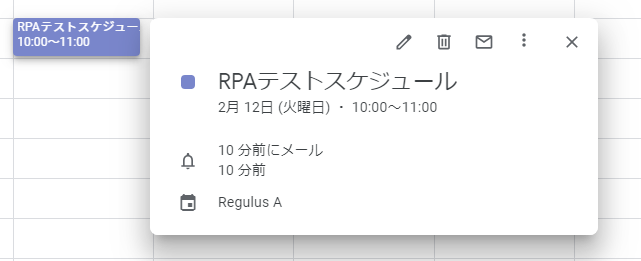 RPAテストスケジュー
10:00～11:00
RPAテストスケジュール
2月 12日 (火曜日) ・ 10:00～11:00
10 分前にメール
10 分前
Regulus A